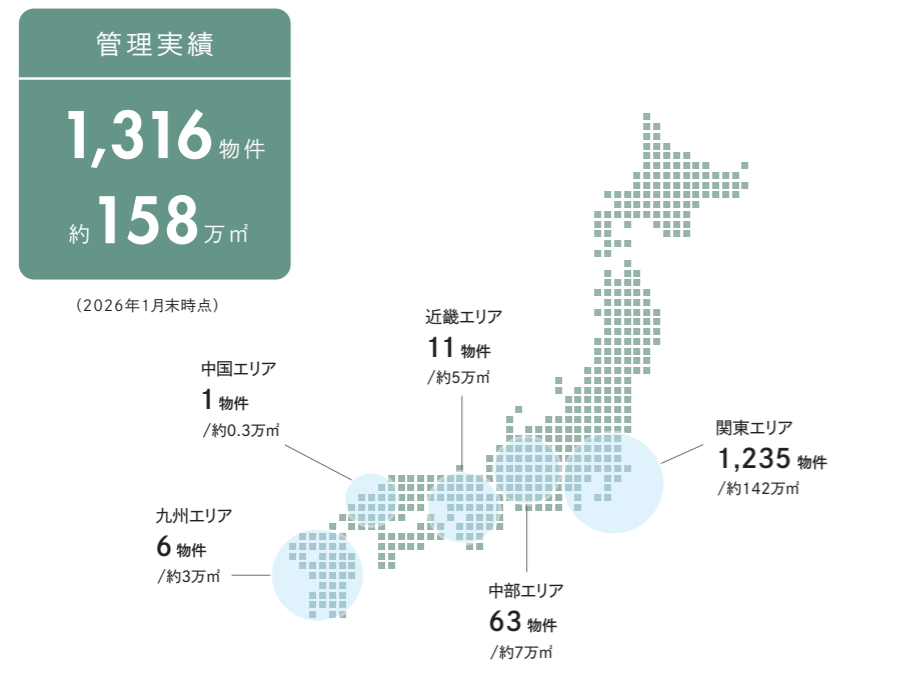 管理実績
1,316物件
約158万㎡
（2026年1月末時点）
近畿エリア
11 物件
/約5万㎡
中国エリア
1 物件
/約0.3万㎡
関東エリア
1,235 物件
/約142万㎡
九州エリア
6 物件
/約3万㎡
中部エリア
63 物件
/約7万㎡